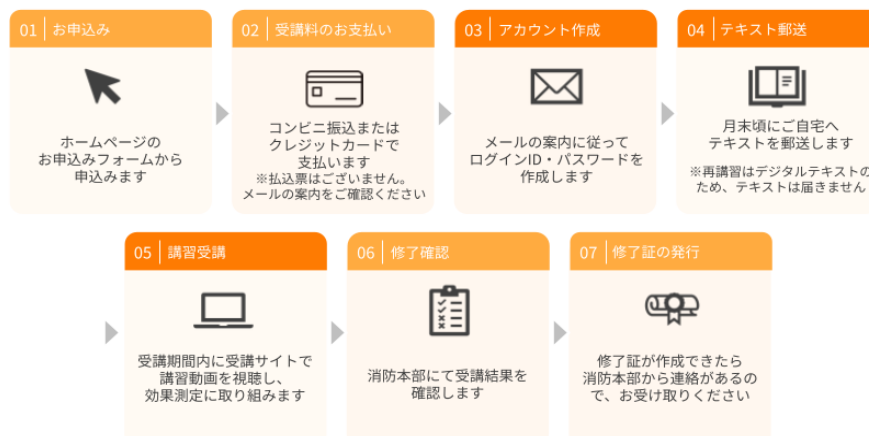 01 お申込み
ホームページの
お申込みフォームから
申込みます
02 受講料のお支払い
コンビニ振込または
クレジットカードで
支払います
※払込票はございません。
メールの案内をご確認ください
03 アカウント作成
メールの案内に従って
ログインID・パスワードを
作成します
04 テキスト郵送
月末頃にご自宅へ
テキストを郵送します
※再講習はデジタルテキストの
ため、テキストは届きません
05 講習受講
受講期間内に受講サイトで
講習動画を視聴し、
効果測定に取り組みます
06 修了確認
消防本部にて受講結果を
確認します
07 修了証の発行
修了証が作成できたら
消防本部から連絡があるの
で、お受け取りください